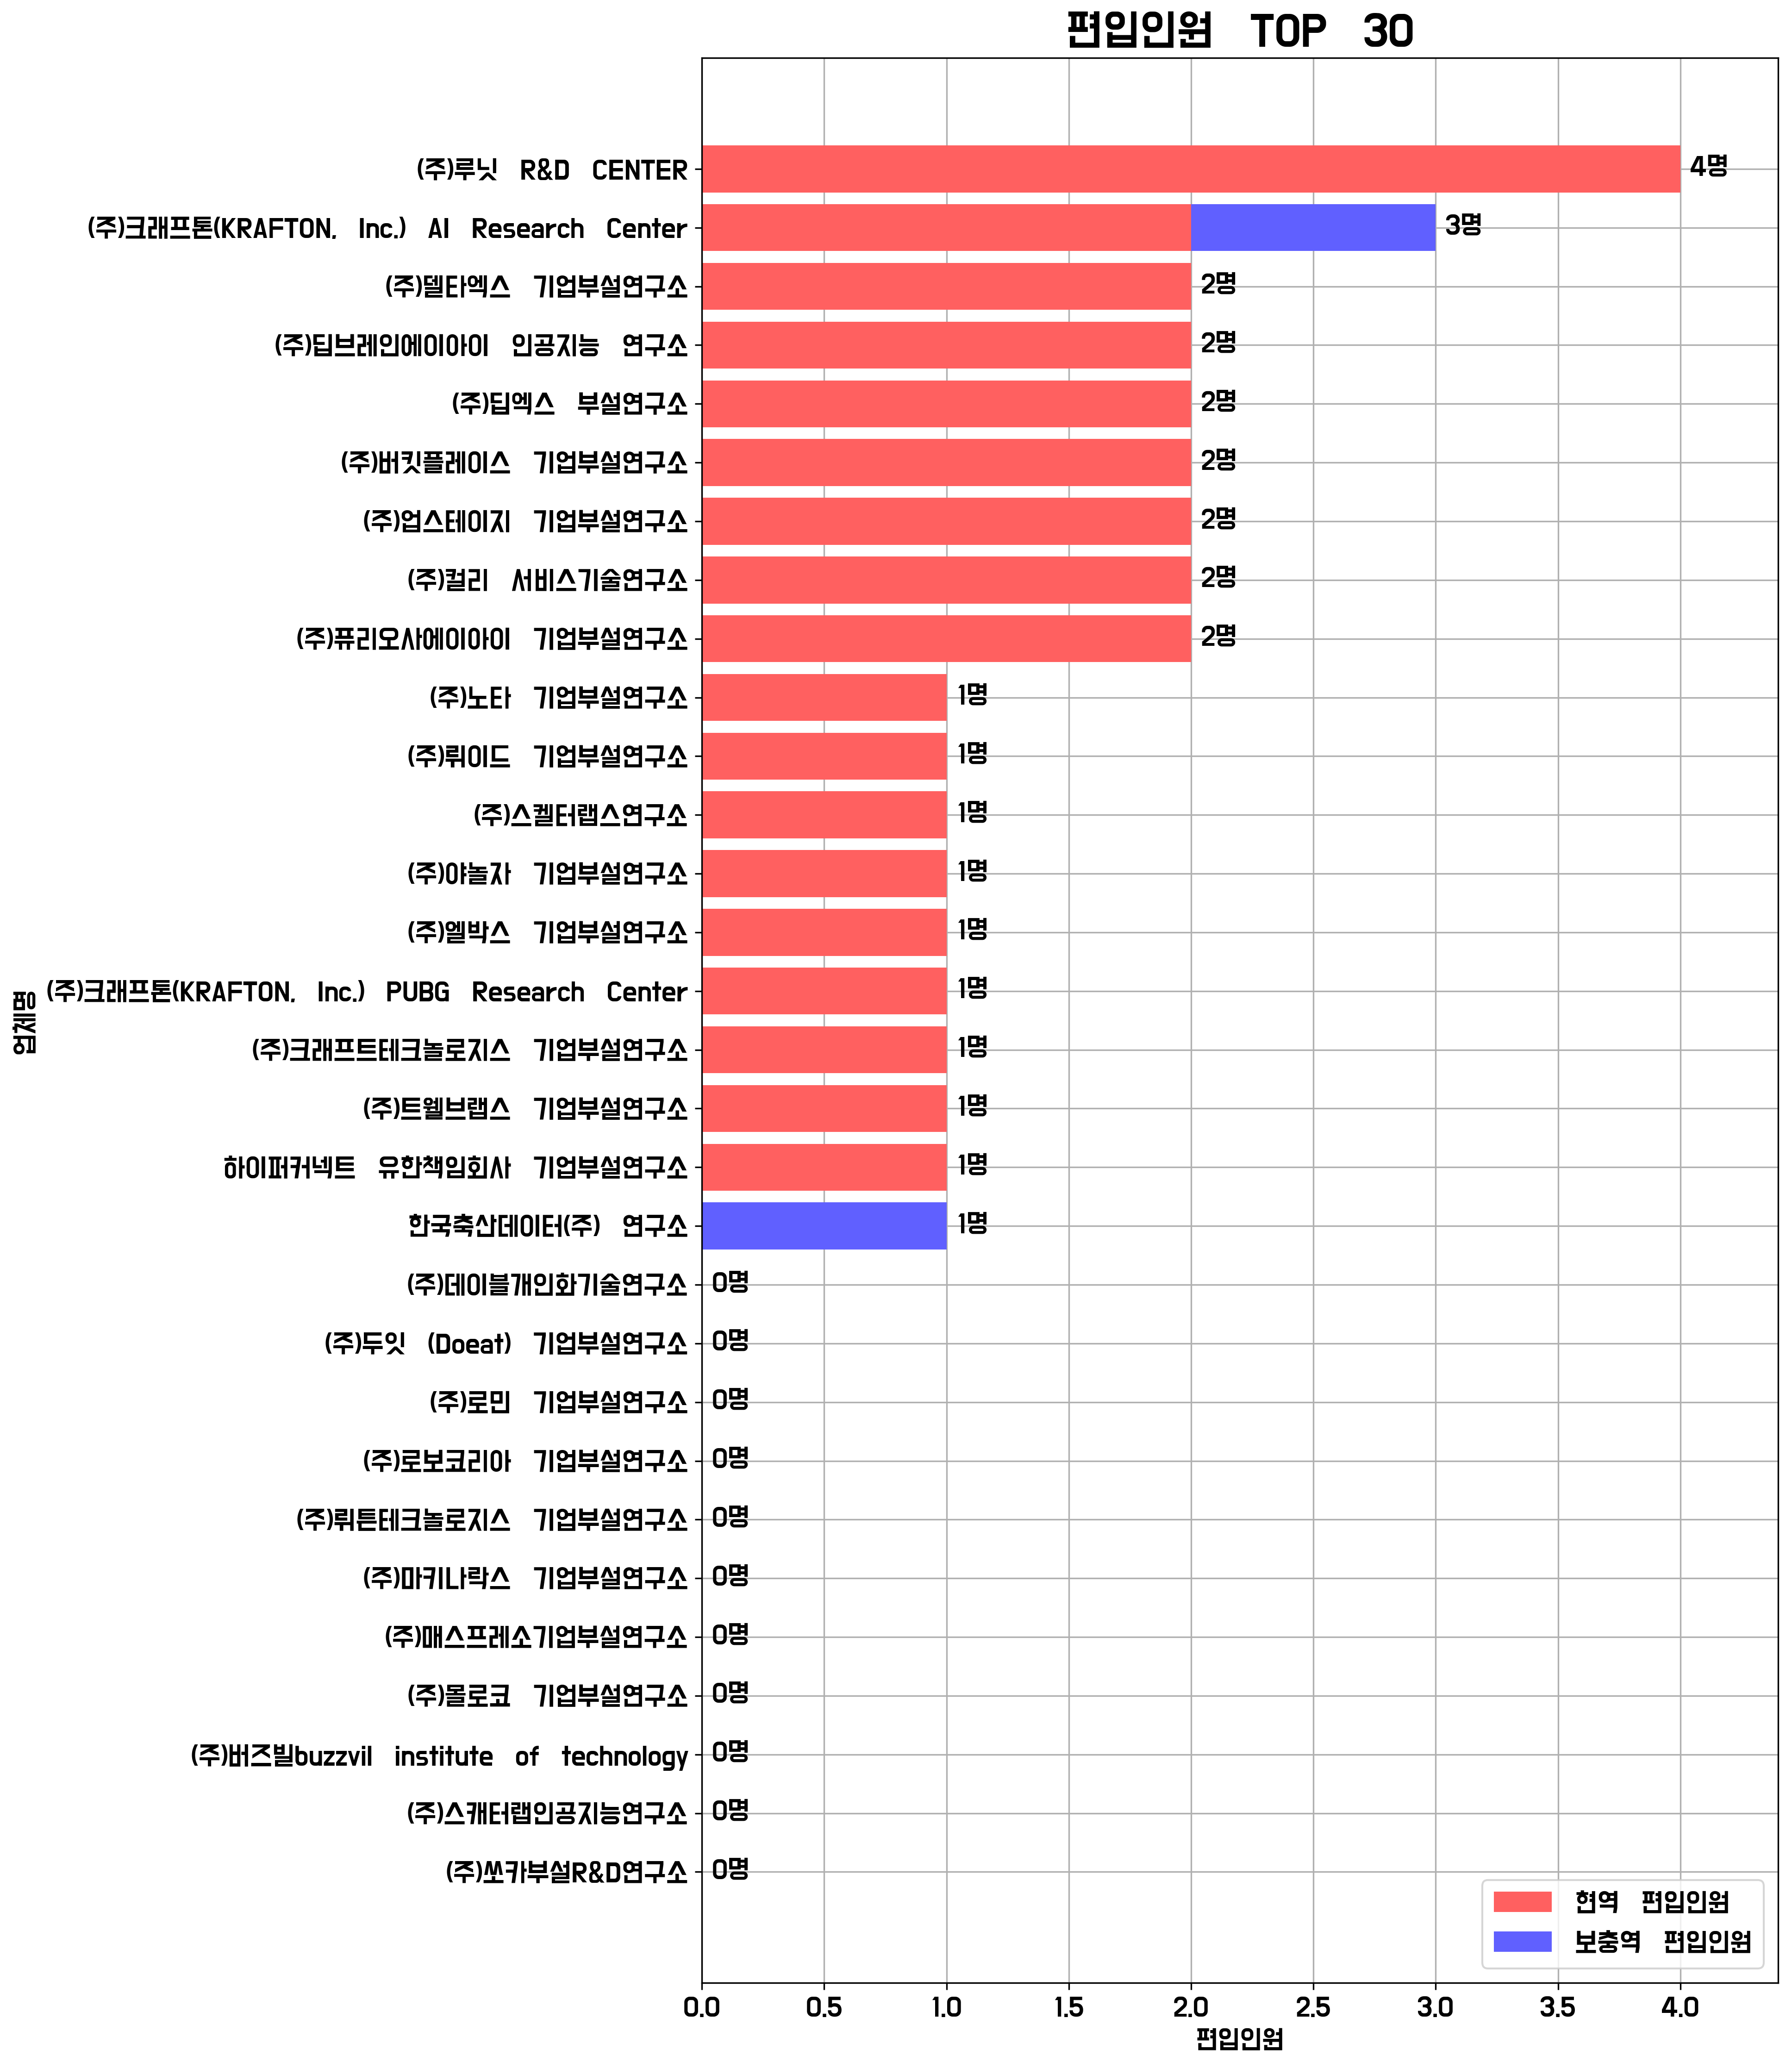 편입인원 TOP 30
(주)루닛 R&D CENTER 4명
(주)크래프톤(KRAFTON, Inc.) AI Research Center 3명
(주)델타엑스 기업부설연구소 2명
(주)딥브레인에이아이 인공지능 연구소 2명
(주)딥엑스 부설연구소 2명
(주)버킷플레이스 기업부설연구소 2명
(주)업스테이지 기업부설연구소 2명
(주)컬리 서비스기술연구소 2명
(주)퓨리오사에이아이 기업부설연구소 2명
(주)노타 기업부설연구소 1명
(주)뤼이드 기업부설연구소 1명
(주)스켈터랩스연구소 1명
(주)야놀자 기업부설연구소 1명
(주)엘박스 기업부설연구소 1명
(주)크래프톤(KRAFTON, Inc.) PUBG Research Center 1명
(주)크래프트테크놀로지스 기업부설연구소 1명
(주)트웰브랩스 기업부설연구소 1명
하이퍼커넥트 유한책임회사 기업부설연구소 1명
한국축산데이터(주) 연구소 1명
(주)데이블개인화기술연구소 0명
(주)두잇 (Doeat) 기업부설연구소 0명
(주)로민 기업부설연구소 0명
(주)로보코리아 기업부설연구소 0명
(주)뤼튼테크놀로지스 기업부설연구소 0명
(주)마키나락스 기업부설연구소 0명
(주)매스프레소기업부설연구소 0명
(주)몰로코 기업부설연구소 0명
(주)버즈빌buzzvil institute of technology 0명
(주)스캐터랩인공지능연구소 0명
(주)쏘카부설R&D연구소 0명
업체명
현역 편입인원
보충역 편입인원
0.0 0.5 1.0 1.5 2.0 2.5 3.0 3.5 4.0
편입인원